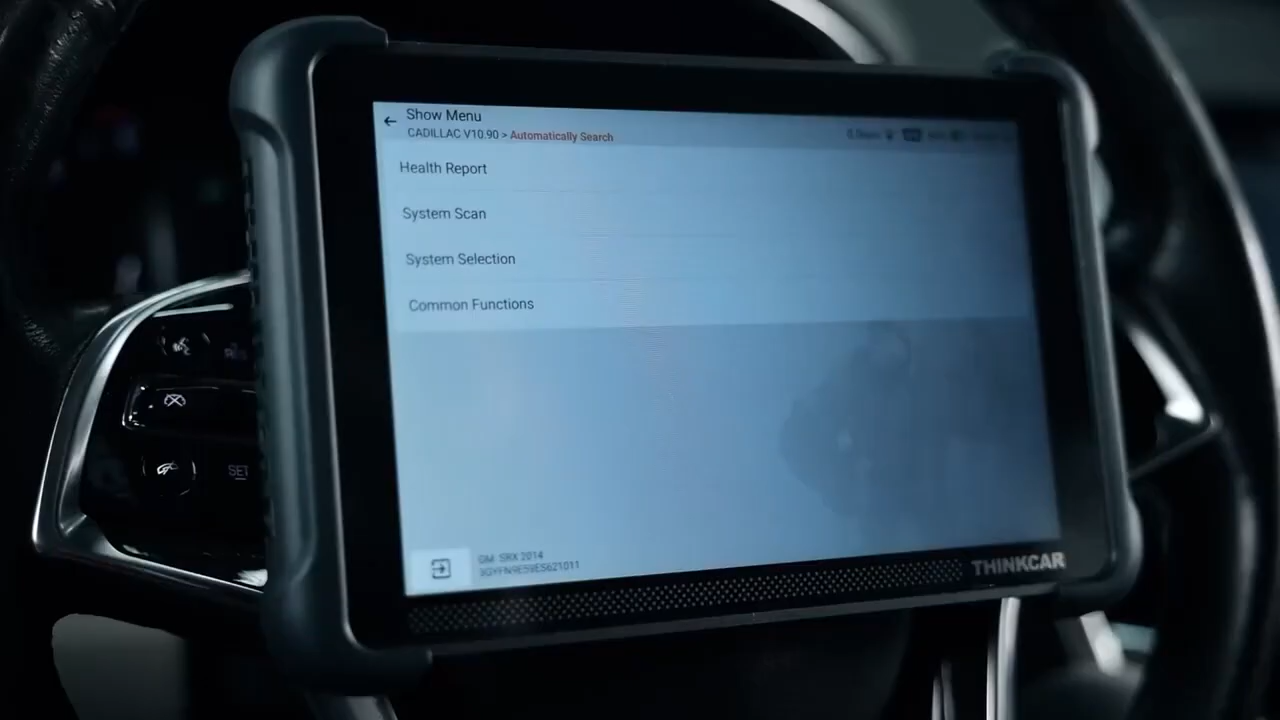 Show Menu
CADILLAC V10.90 > Automatically Search
Health Report
System Scan
System Selection
Common Functions
GM: SRX 2014
3GYFN9E59ES621011
THINKCAR
SET